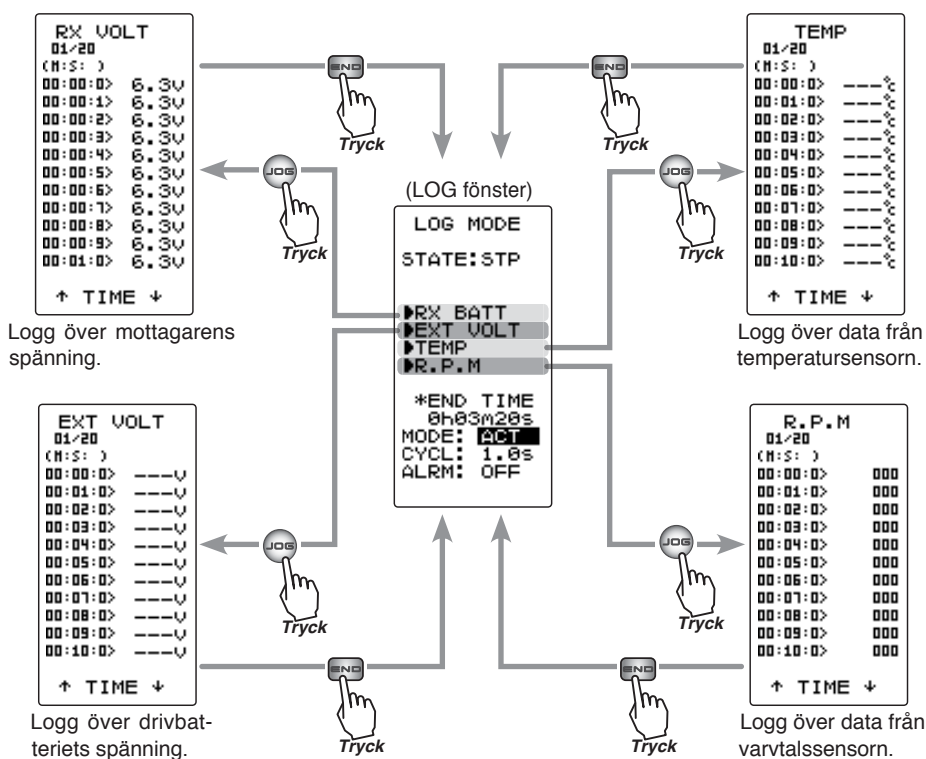 RX VOLT
01/20
(M:S: )
00:00:0> 6.3V
00:00:1> 6.3V
00:00:2> 6.3V
00:00:3> 6.3V
00:00:4> 6.3V
00:00:5> 6.3V
00:00:6> 6.3V
00:00:7> 6.3V
00:00:8> 6.3V
00:00:9> 6.3V
00:01:0> 6.3V
↑ TIME ↓
Logg över mottagarens
spänning.
END
Tryck
JOG
Tryck
END
Tryck
JOG
Tryck
TEMP
01/20
(M:S: )
00:00:0> ---°c
00:01:0> ---°c
00:02:0> ---°c
00:03:0> ---°c
00:04:0> ---°c
00:05:0> ---°c
00:06:0> ---°c
00:07:0> ---°c
00:08:0> ---°c
00:09:0> ---°c
00:10:0> ---°c
↑ TIME ↓
Logg över data från
temperatursensorn.
(LOG fönster)
LOG MODE
STATE:STP
▶RX BATT
▶EXT VOLT
▶TEMP
▶R.P.M
*END TIME
0h03m20s
MODE: ACT
CYCL: 1.0s
ALRM: OFF
EXT VOLT
01/20
(M:S: )
00:00:0> ---V
00:01:0> ---V
00:02:0> ---V
00:03:0> ---V
00:04:0> ---V
00:05:0> ---V
00:06:0> ---V
00:07:0> ---V
00:08:0> ---V
00:09:0> ---V
00:10:0> ---V
↑ TIME ↓
Logg över drivbat-
teriets spänning.
JOG
Tryck
END
Tryck
JOG
Tryck
END
Tryck
R.P.M
01/20
(M:S: )
00:00:0> 000
00:01:0> 000
00:02:0> 000
00:03:0> 000
00:04:0> 000
00:05:0> 000
00:06:0> 000
00:07:0> 000
00:08:0> 000
00:09:0> 000
00:10:0> 000
↑ TIME ↓
Logg över data från
varvtalssensorn.